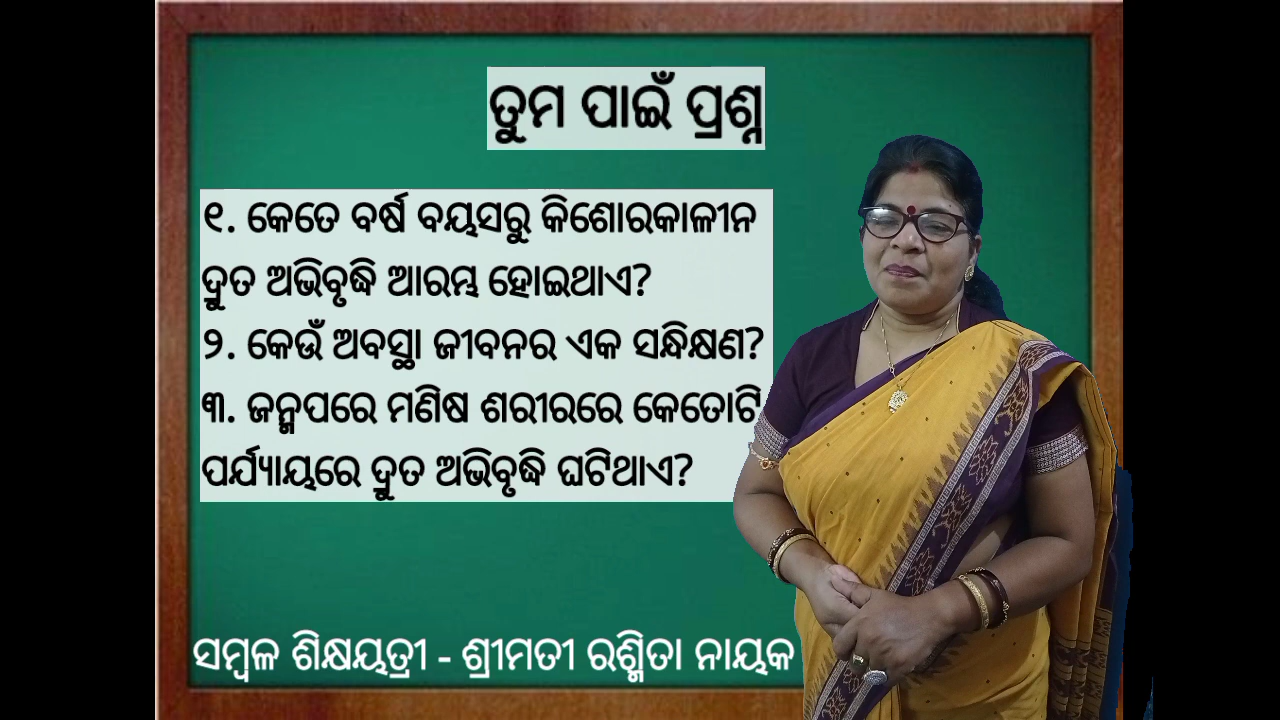 ତୁମ ପାଇଁ ପ୍ରଶ୍ନ
୧. କେତେ ବର୍ଷ ବୟସରୁ କିଶୋରକାଳୀନ
ଦ୍ରୁତ ଅଭିବୃଦ୍ଧି ଆରମ୍ଭ ହୋଇଥାଏ?
୨. କେଉଁ ଅବସ୍ଥା ଜୀବନର ଏକ ସନ୍ଧିକ୍ଷଣ?
୩. ଜନ୍ମପରେ ମଣିଷ ଶରୀରରେ କେତୋଟି
ପର୍ଯ୍ୟାୟରେ ଦ୍ରୁତ ଅଭିବୃଦ୍ଧି ଘଟିଥାଏ?
ସମ୍ବଳ ଶିକ୍ଷୟତ୍ରୀ - ଶ୍ରୀମତୀ ରଶ୍ମିତା ନାୟକ